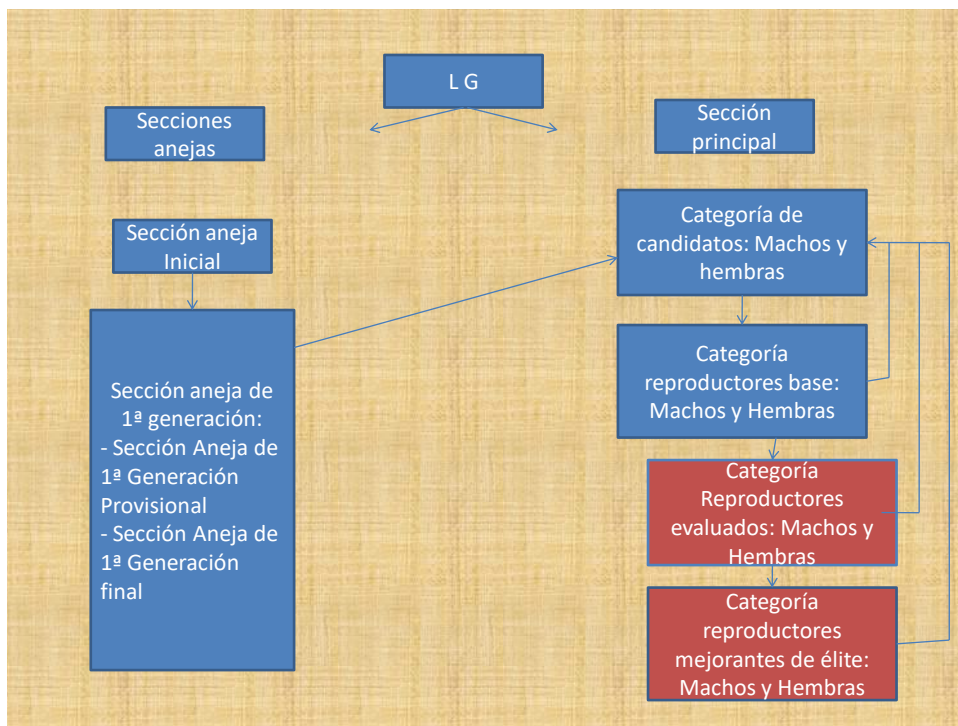 L G
Secciones
anejas
Sección
principal
Sección aneja
Inicial
Sección aneja de
1ª generación:
- Sección Aneja de
1ª Generación
Provisional
- Sección Aneja de
1ª Generación
final
Categoría de
candidatos: Machos y
hembras
Categoría
reproductores base:
Machos y Hembras
Categoría
Reproductores
evaluados: Machos y
Hembras
Categoría
reproductores
mejorantes de élite:
Machos y Hembras